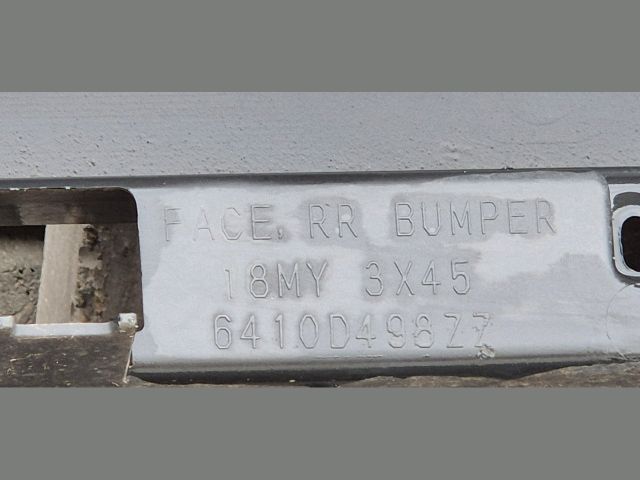 FACE, RR BUMPER
18MY 3X45
6410D498ZZ